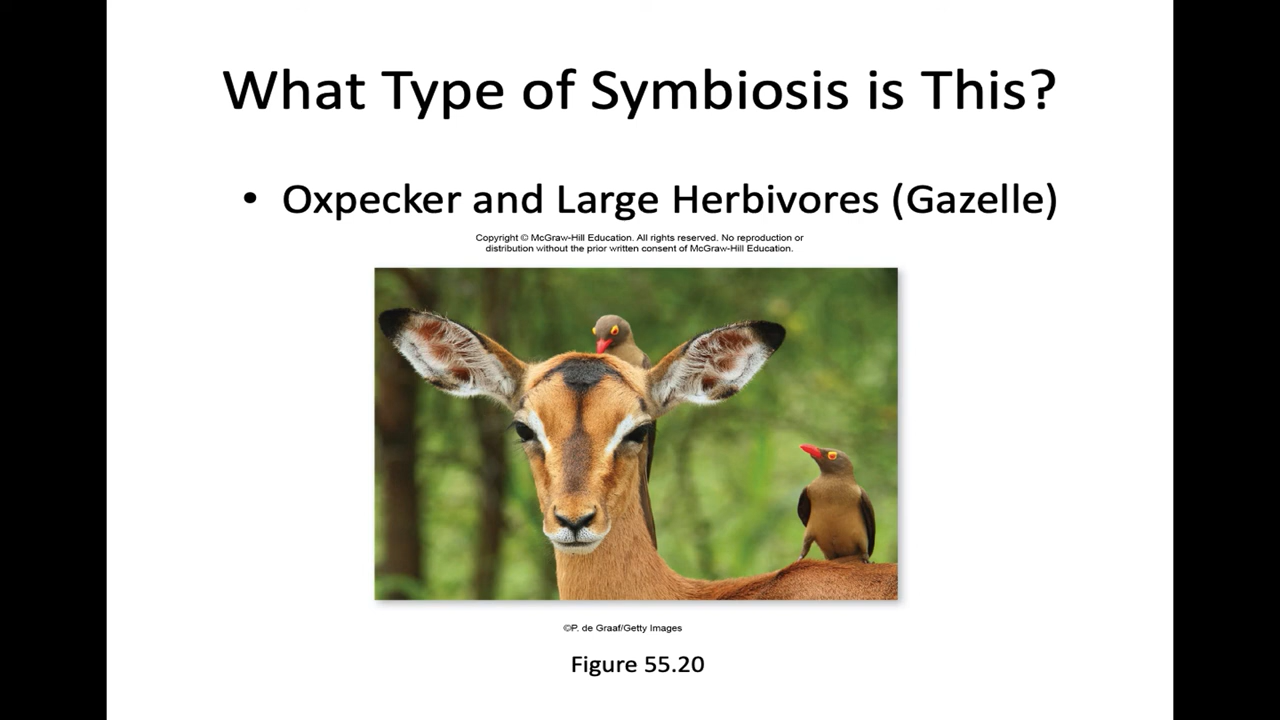 What Type of Symbiosis is This?
• Oxpecker and Large Herbivores (Gazelle)
Copyright © McGraw-Hill Education. All rights reserved. No reproduction or
distribution without the prior written consent of McGraw-Hill Education.
©P. de Graaf/Getty Images
Figure 55.20